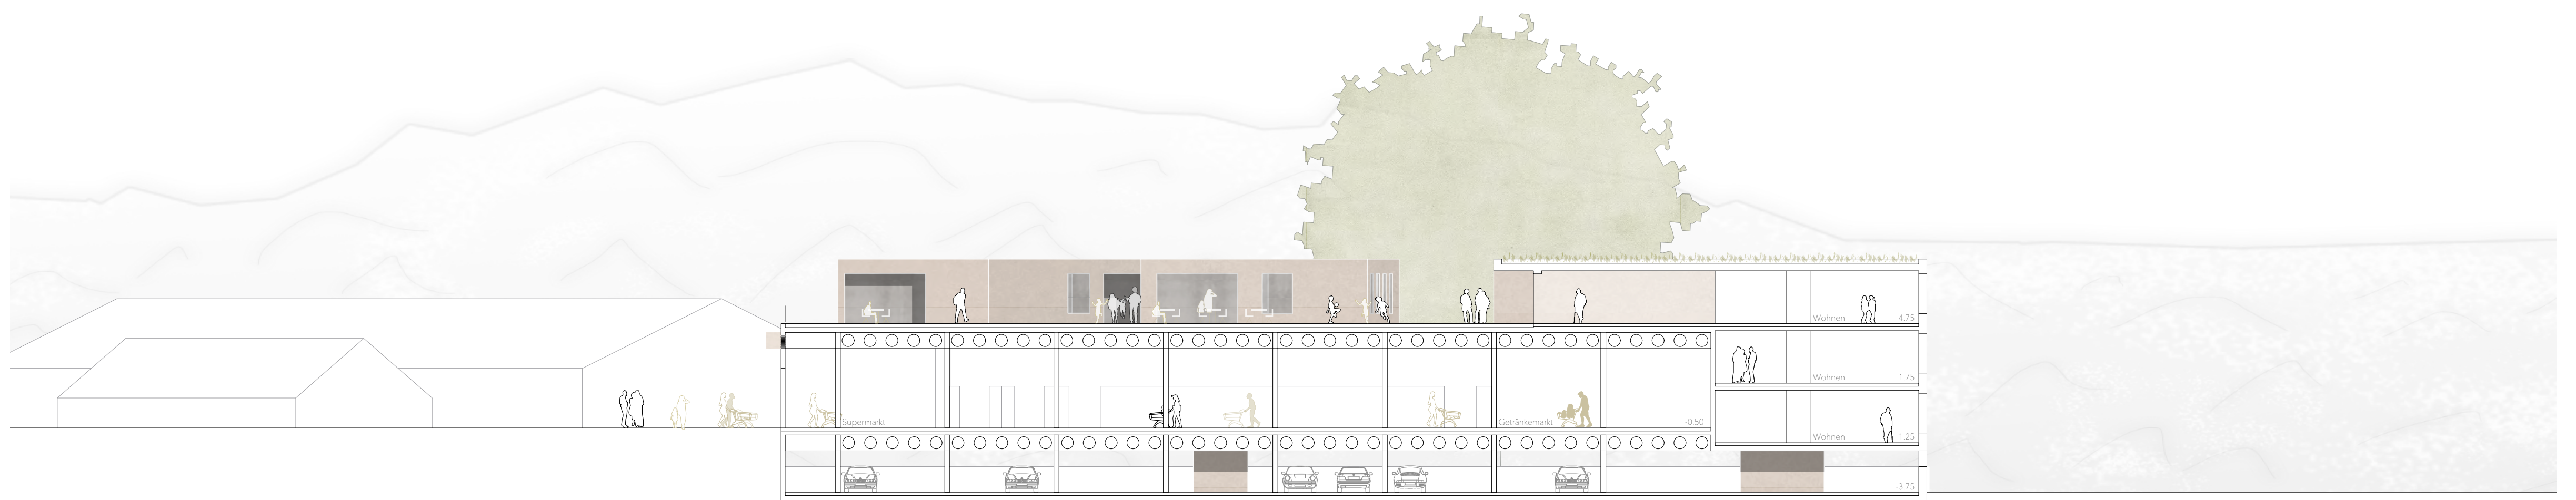 Wohnen 4.75
Wohnen 1.75
Supermarkt Getränkemarkt -0.50
Wohnen 1.25
-3.75